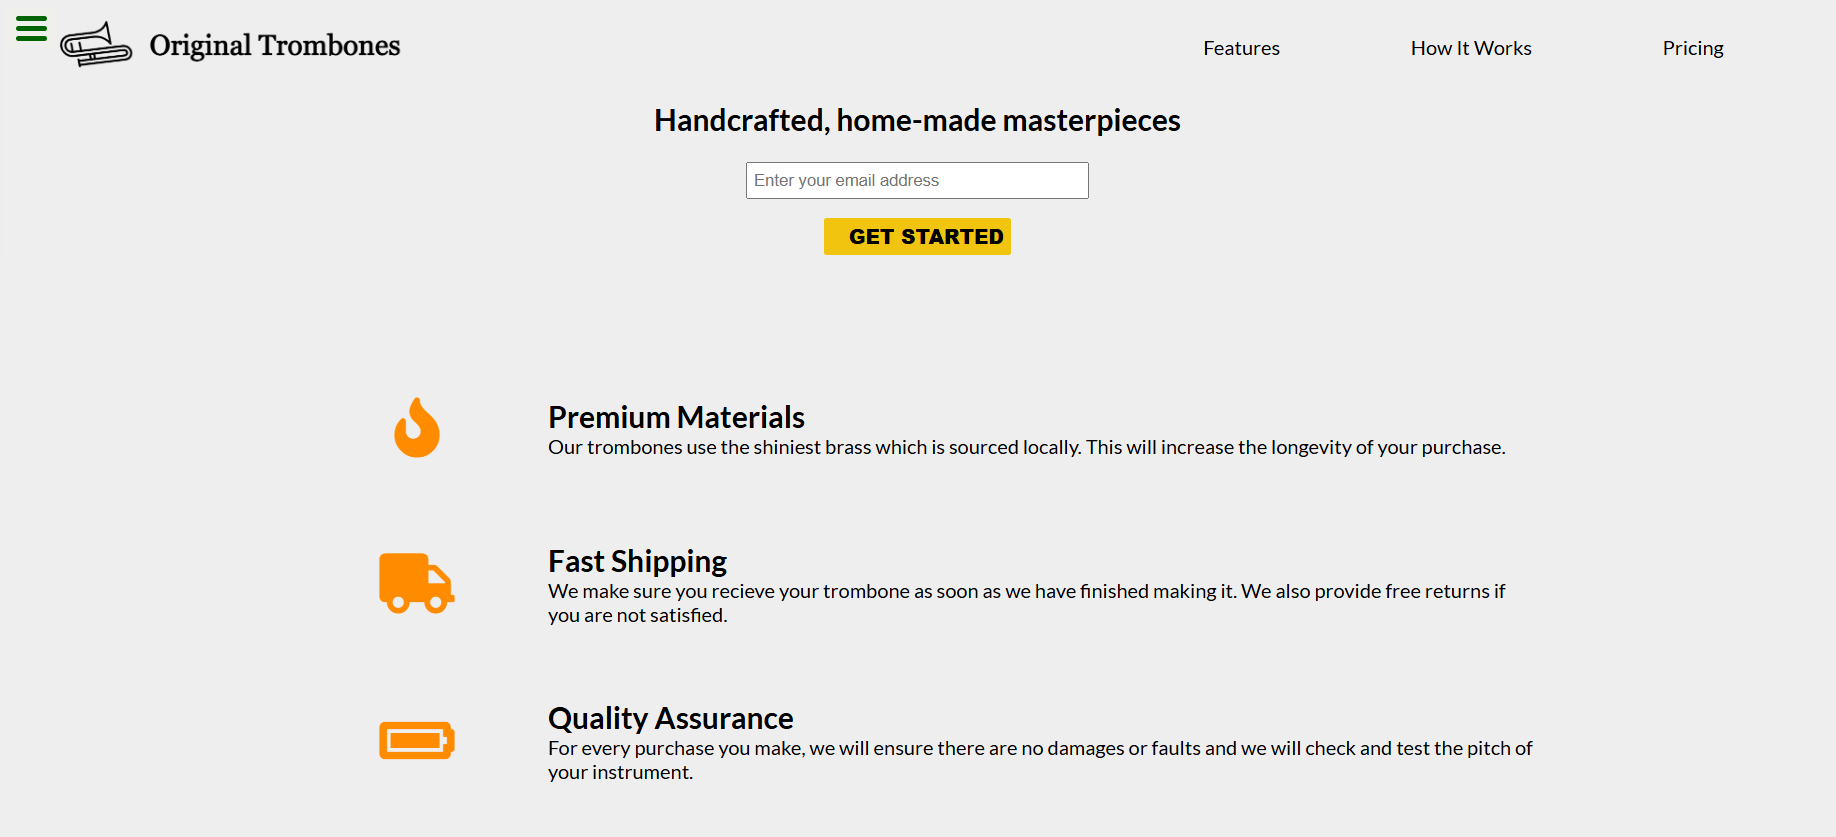 Original Trombones
Features
How It Works
Pricing
Handcrafted, home-made masterpieces
Enter your email address
GET STARTED
Premium Materials
Our trombones use the shiniest brass which is sourced locally. This will increase the longevity of your purchase.
Fast Shipping
We make sure you recieve your trombone as soon as we have finished making it. We also provide free returns if
you are not satisfied.
Quality Assurance
For every purchase you make, we will ensure there are no damages or faults and we will check and test the pitch of
your instrument.